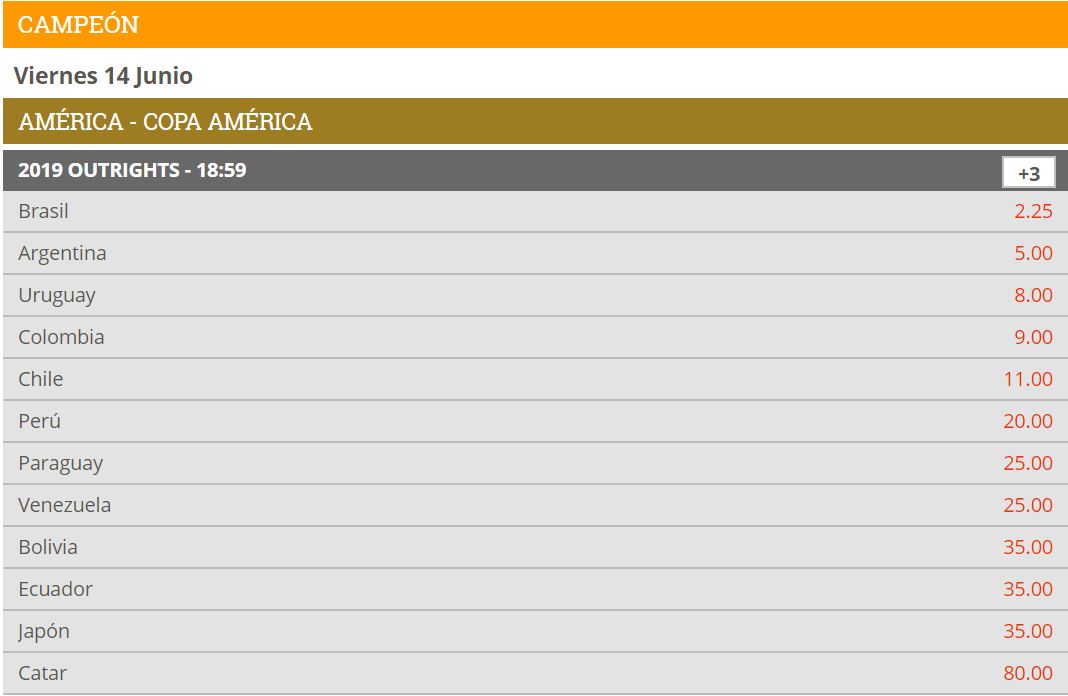 CAMPEÓN
Viernes 14 Junio
AMÉRICA - COPA AMÉRICA
2019 OUTRIGHTS - 18:59 +3
Brasil 2.25
Argentina 5.00
Uruguay 8.00
Colombia 9.00
Chile 11.00
Perú 20.00
Paraguay 25.00
Venezuela 25.00
Bolivia 35.00
Ecuador 35.00
Japón 35.00
Catar 80.00